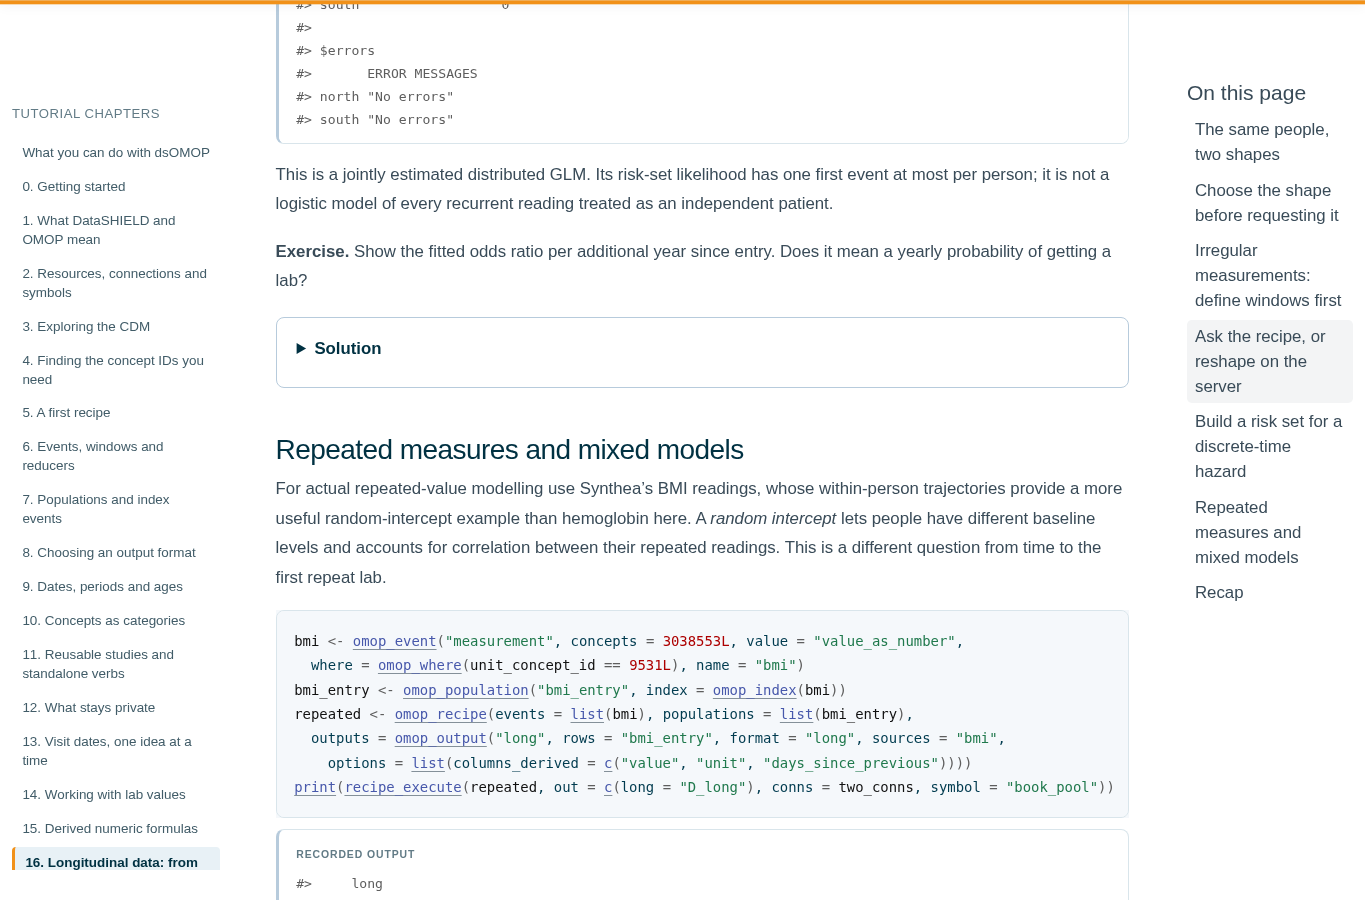 TUTORIAL CHAPTERS
What you can do with dsOMOP
0. Getting started
1. What DataSHIELD and
OMOP mean
2. Resources, connections and
symbols
3. Exploring the CDM
4. Finding the concept IDs you
need
5. A first recipe
6. Events, windows and
reducers
7. Populations and index
events
8. Choosing an output format
9. Dates, periods and ages
10. Concepts as categories
11. Reusable studies and
standalone verbs
12. What stays private
13. Visit dates, one idea at a
time
14. Working with lab values
15. Derived numeric formulas
16. Longitudinal data: from
#> south                  0
#>
#> $errors
#>       ERROR MESSAGES
#> north "No errors"
#> south "No errors"
This is a jointly estimated distributed GLM. Its risk-set likelihood has one first event at most per person; it is not a
logistic model of every recurrent reading treated as an independent patient.
Exercise. Show the fitted odds ratio per additional year since entry. Does it mean a yearly probability of getting a
lab?
Solution
Repeated measures and mixed models
For actual repeated-value modelling use Synthea’s BMI readings, whose within-person trajectories provide a more
useful random-intercept example than hemoglobin here. A random intercept lets people have different baseline
levels and accounts for correlation between their repeated readings. This is a different question from time to the
first repeat lab.
bmi <- omop_event("measurement", concepts = 3038553L, value = "value_as_number",
  where = omop_where(unit_concept_id == 9531L), name = "bmi")
bmi_entry <- omop_population("bmi_entry", index = omop_index(bmi))
repeated <- omop_recipe(events = list(bmi), populations = list(bmi_entry),
  outputs = omop_output("long", rows = "bmi_entry", format = "long", sources = "bmi",
    options = list(columns_derived = c("value", "unit", "days_since_previous"))))
print(recipe_execute(repeated, out = c(long = "D_long"), conns = two_conns, symbol = "book_pool"))
RECORDED OUTPUT
#>     long
On this page
The same people,
two shapes
Choose the shape
before requesting it
Irregular
measurements:
define windows first
Ask the recipe, or
reshape on the
server
Build a risk set for a
discrete-time
hazard
Repeated
measures and
mixed models
Recap